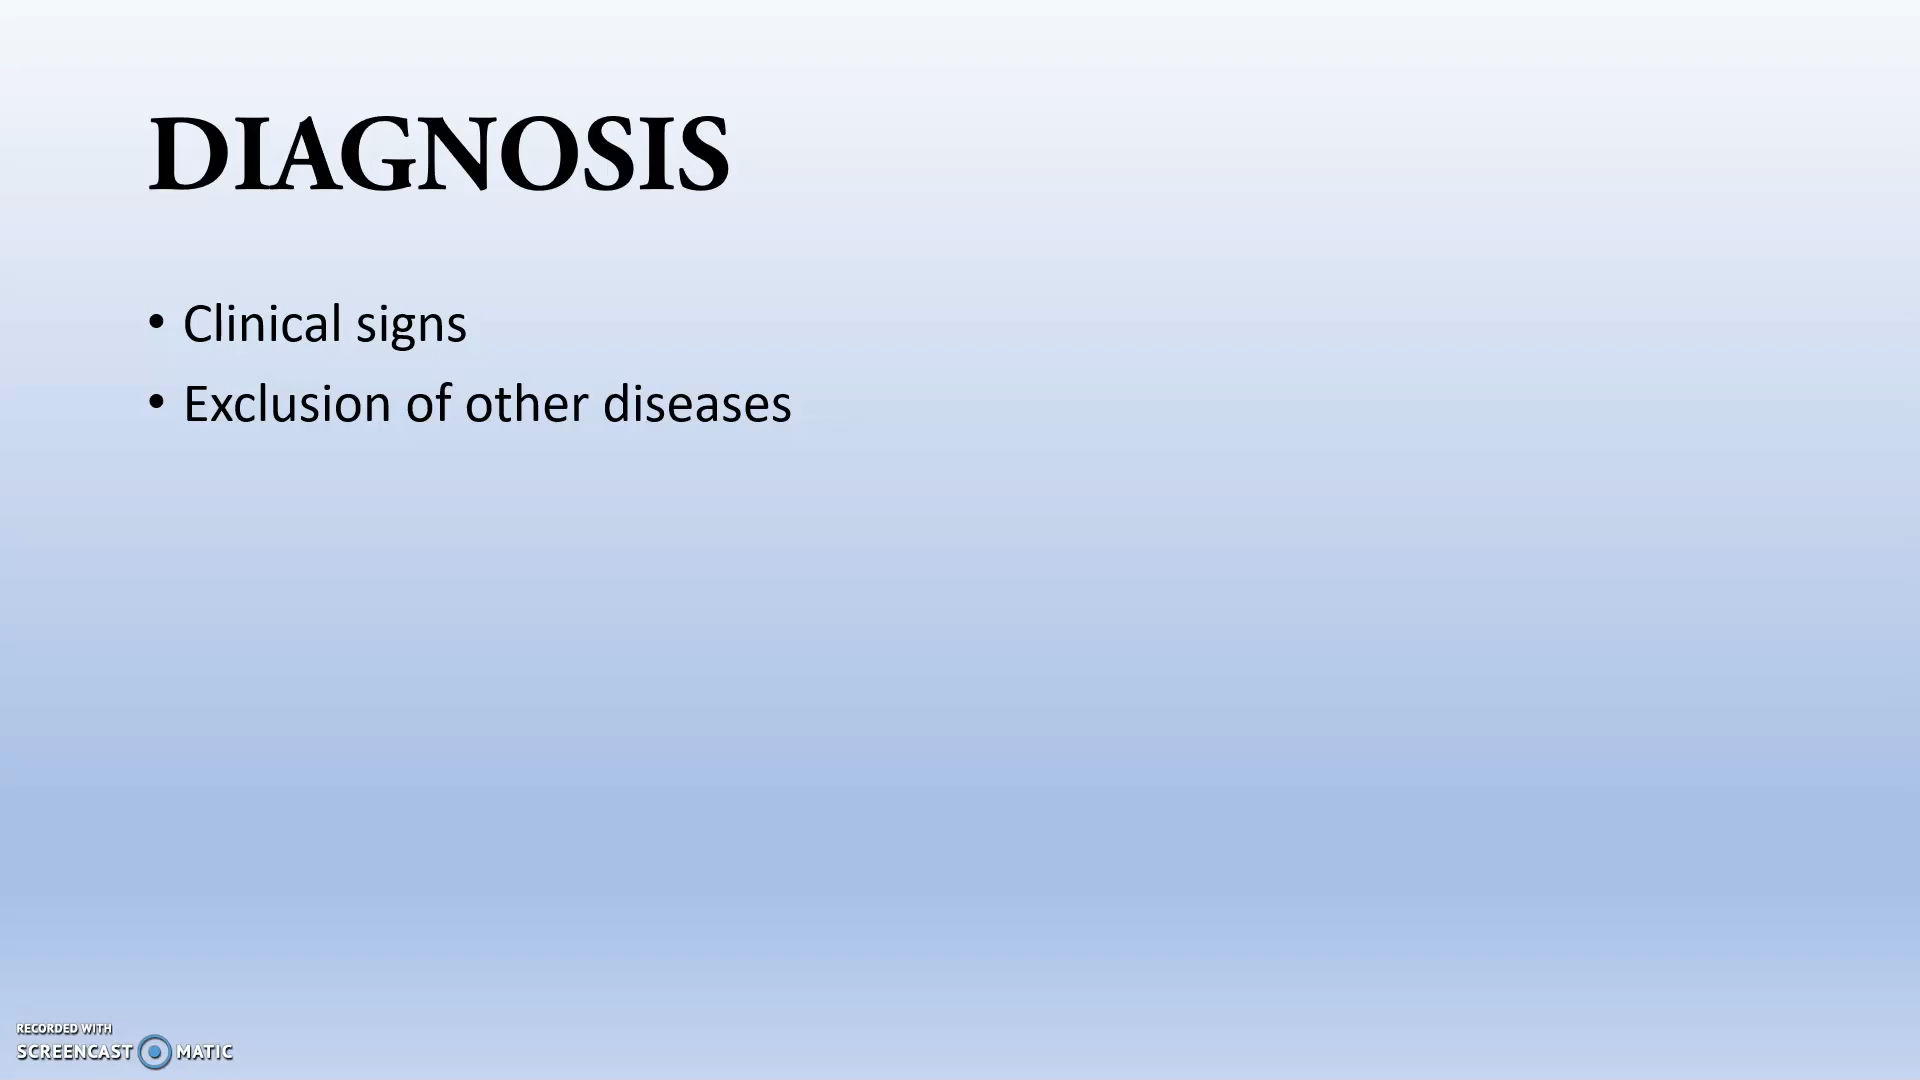 DIAGNOSIS
• Clinical signs
• Exclusion of other diseases
RECORDED WITH
SCREENCAST MATIC